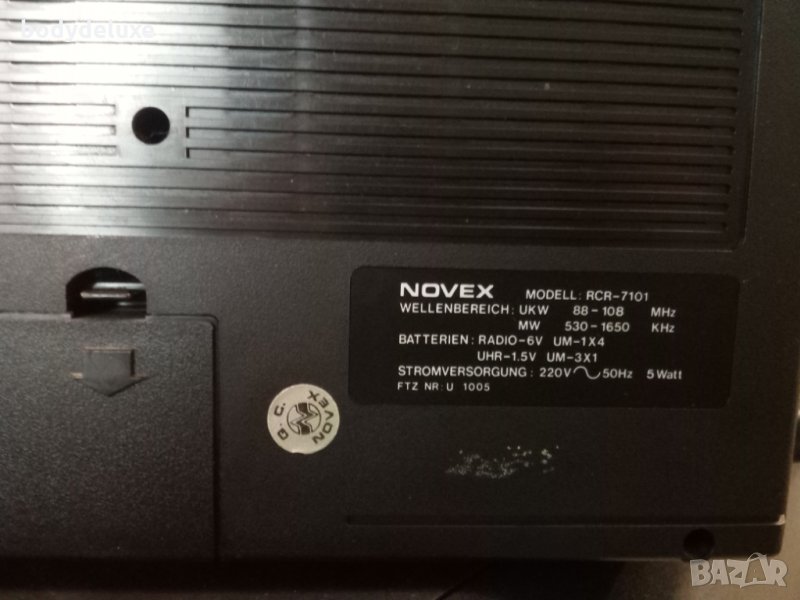 bodydeluxe
NOVEX MODELL: RCR-7101
WELLENBEREICH: UKW 88-108 MHz
MW 530-1650 KHz
BATTERIEN: RADIO-6V UM-1X4
UHR-1.5V UM-3X1
STROMVERSORGUNG: 220V 50Hz 5 Watt
FTZ NR: U 1005
Q.C. NOVEX
BAZAR